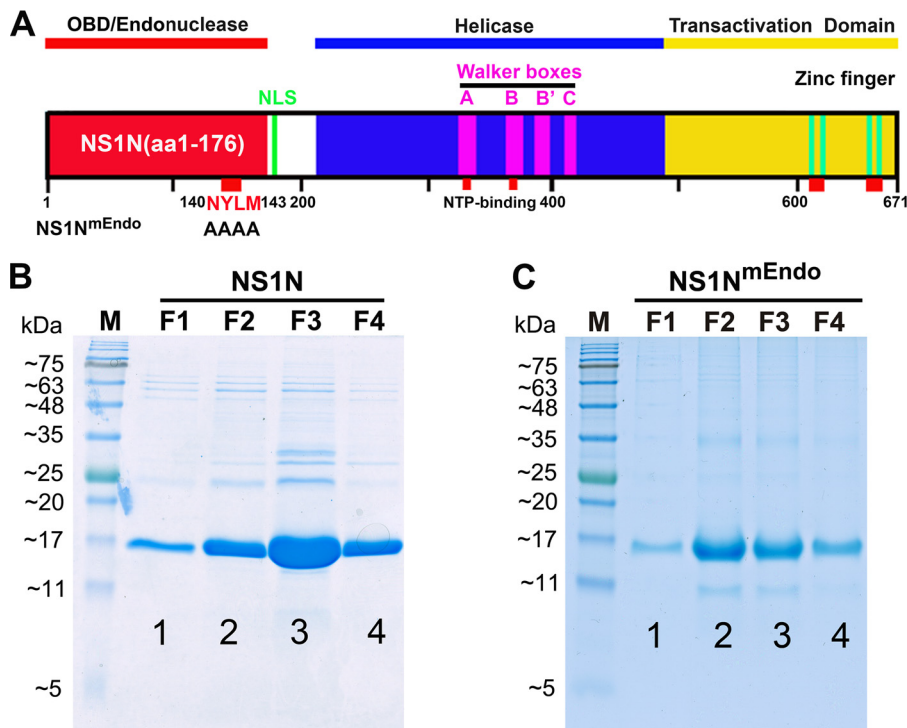 A
OBD/Endonuclease Helicase Transactivation Domain
Walker boxes
Zinc finger
NLS A B B' C
NS1N(aa1-176)
1 140 NYLM 143 200 NTP-binding 400 600 671
NS1N^mEndo AAAA
B
NS1N
kDa M F1 F2 F3 F4
~75
~63
~48
~35
~25
~20
~17
~11
1 2 3 4
~5
C
NS1N^mEndo
kDa M F1 F2 F3 F4
~75
~63
~48
~35
~25
~20
~17
~11
1 2 3 4
~5